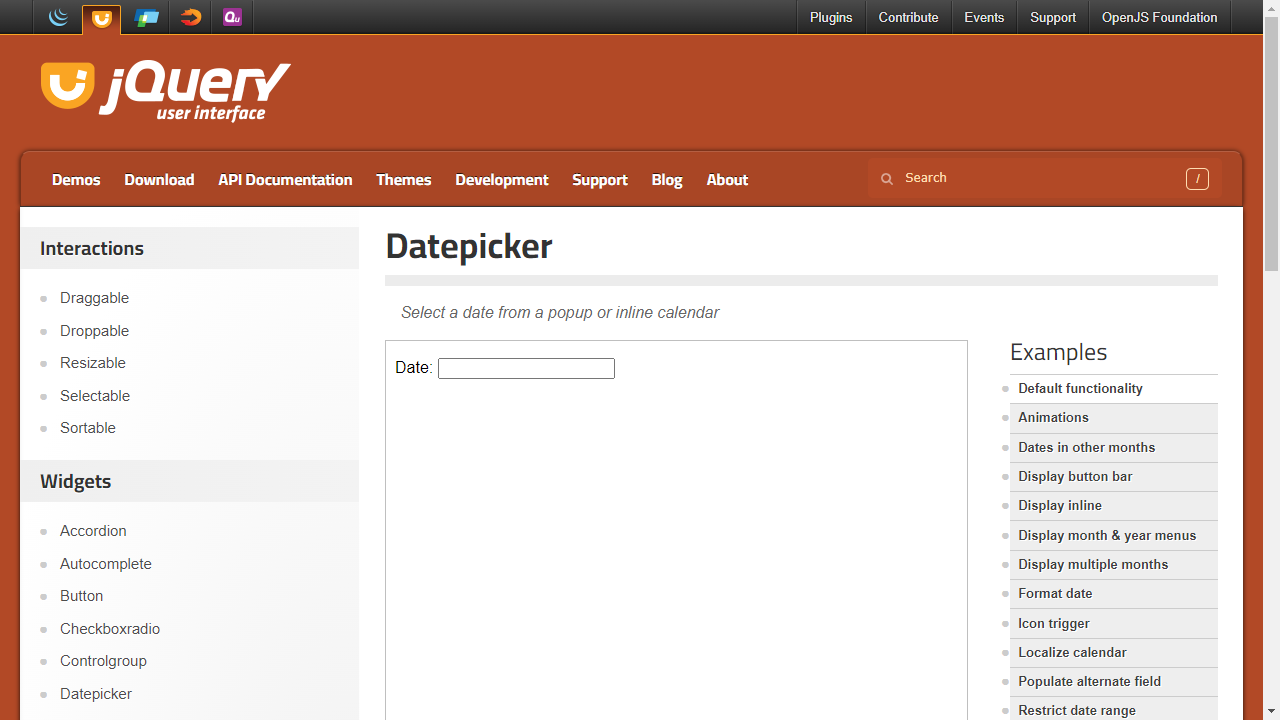 Plugins
Contribute
Events
Support
OpenJS Foundation
jQuery
user interface
Demos
Download
API Documentation
Themes
Development
Support
Blog
About
Search
/
Interactions
Draggable
Droppable
Resizable
Selectable
Sortable
Widgets
Accordion
Autocomplete
Button
Checkboxradio
Controlgroup
Datepicker
Datepicker
Select a date from a popup or inline calendar
Date:
Examples
Default functionality
Animations
Dates in other months
Display button bar
Display inline
Display month & year menus
Display multiple months
Format date
Icon trigger
Localize calendar
Populate alternate field
Restrict date range